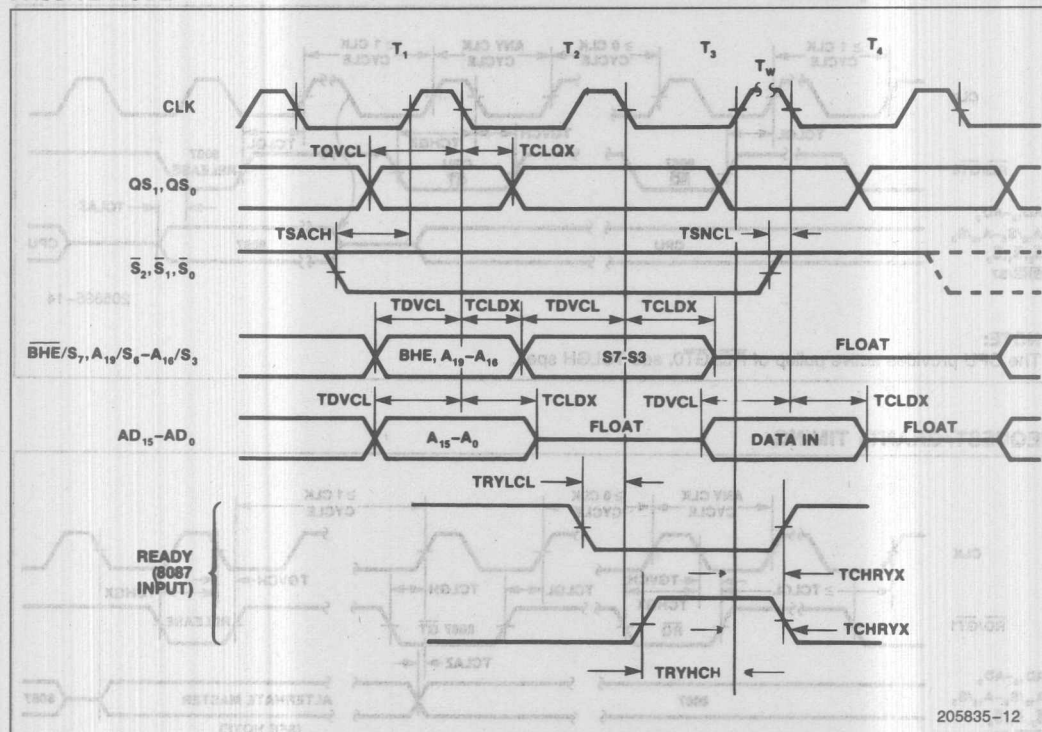 T1 T2 T3 TW T4
CLK
TQVCL TCLQX
QS1, QS0
TSACH TSNCL
S̅2, S̅1, S̅0
TDVCL TCLDX TDVCL TCLDX
B̅H̅E̅/S7, A19/S6–A16/S3 BHE, A19–A16 S7-S3 FLOAT
TDVCL TCLDX TDVCL TCLDX
AD15–AD0 A15–A0 FLOAT DATA IN FLOAT
TRYLCL
READY
(8087
INPUT)
TCHRYX
TCHRYX
TRYHCH
205835–12